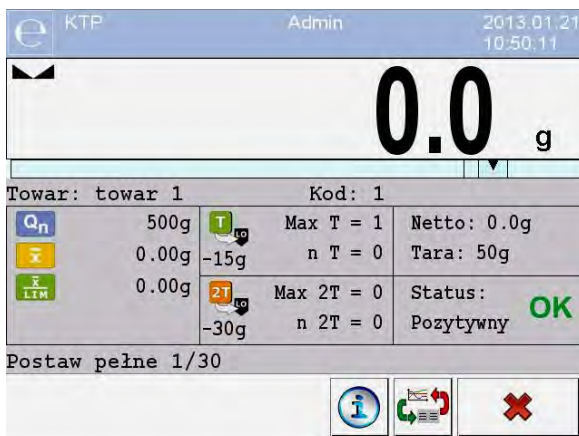 e KTP Admin 2013.01.21
10:50:11
0.0 g
Towar: towar 1 Kod: 1
Qn 500g T LO -15g Max T = 1 Netto: 0.0g
x̄ 0.00g n T = 0 Tara: 50g
x̄ LIM 0.00g 2T LO -30g Max 2T = 0 Status: OK
n 2T = 0 Pozytywny
Postaw pełne 1/30
i